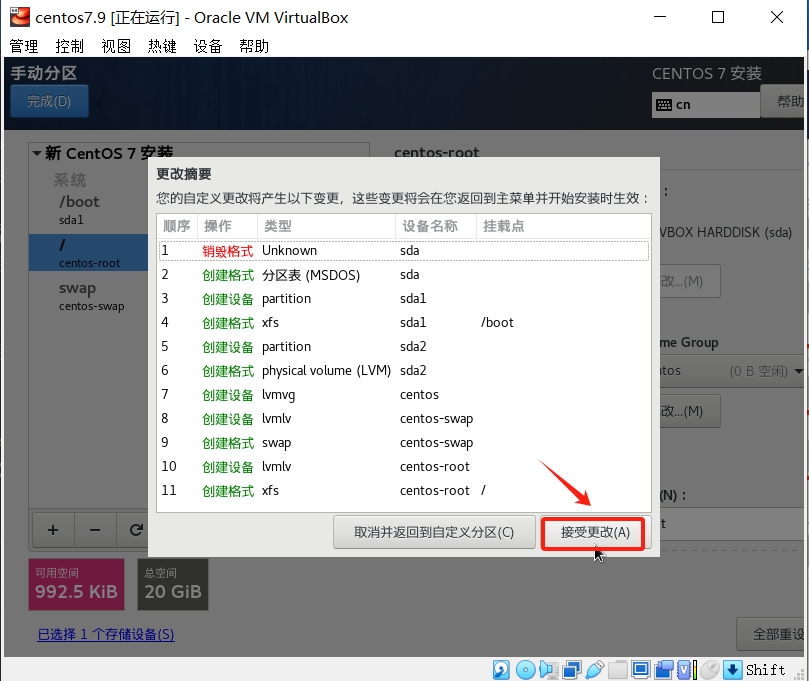 centos7.9 [正在运行] - Oracle VM VirtualBox
管理 控制 视图 热键 设备 帮助
手动分区
CENTOS 7 安装
完成(D)
cn
帮助
新 CentOS 7 安装
centos-root
系统
/boot
sda1
/
centos-root
swap
centos-swap
更改摘要
您的自定义更改将产生以下变更，这些变更将会在您返回到主菜单并开始安装时生效：
顺序 操作 类型 设备名称 挂载点
1 销毁格式 Unknown sda
2 创建格式 分区表 (MSDOS) sda
3 创建设备 partition sda1
4 创建格式 xfs sda1 /boot
5 创建设备 partition sda2
6 创建格式 physical volume (LVM) sda2
7 创建设备 lvmvg centos
8 创建设备 lvmlv centos-swap
9 创建格式 swap centos-swap
10 创建设备 lvmlv centos-root
11 创建格式 xfs centos-root /
取消并返回到自定义分区(C)
接受更改(A)
:
VBOX HARDDISK (sda)
改...(M)
me Group
ntos (0 B 空闲)
改...(M)
(N)：
t
+ −
可用空间
992.5 KiB
总空间
20 GiB
已选择 1 个存储设备(S)
全部重设
Shift